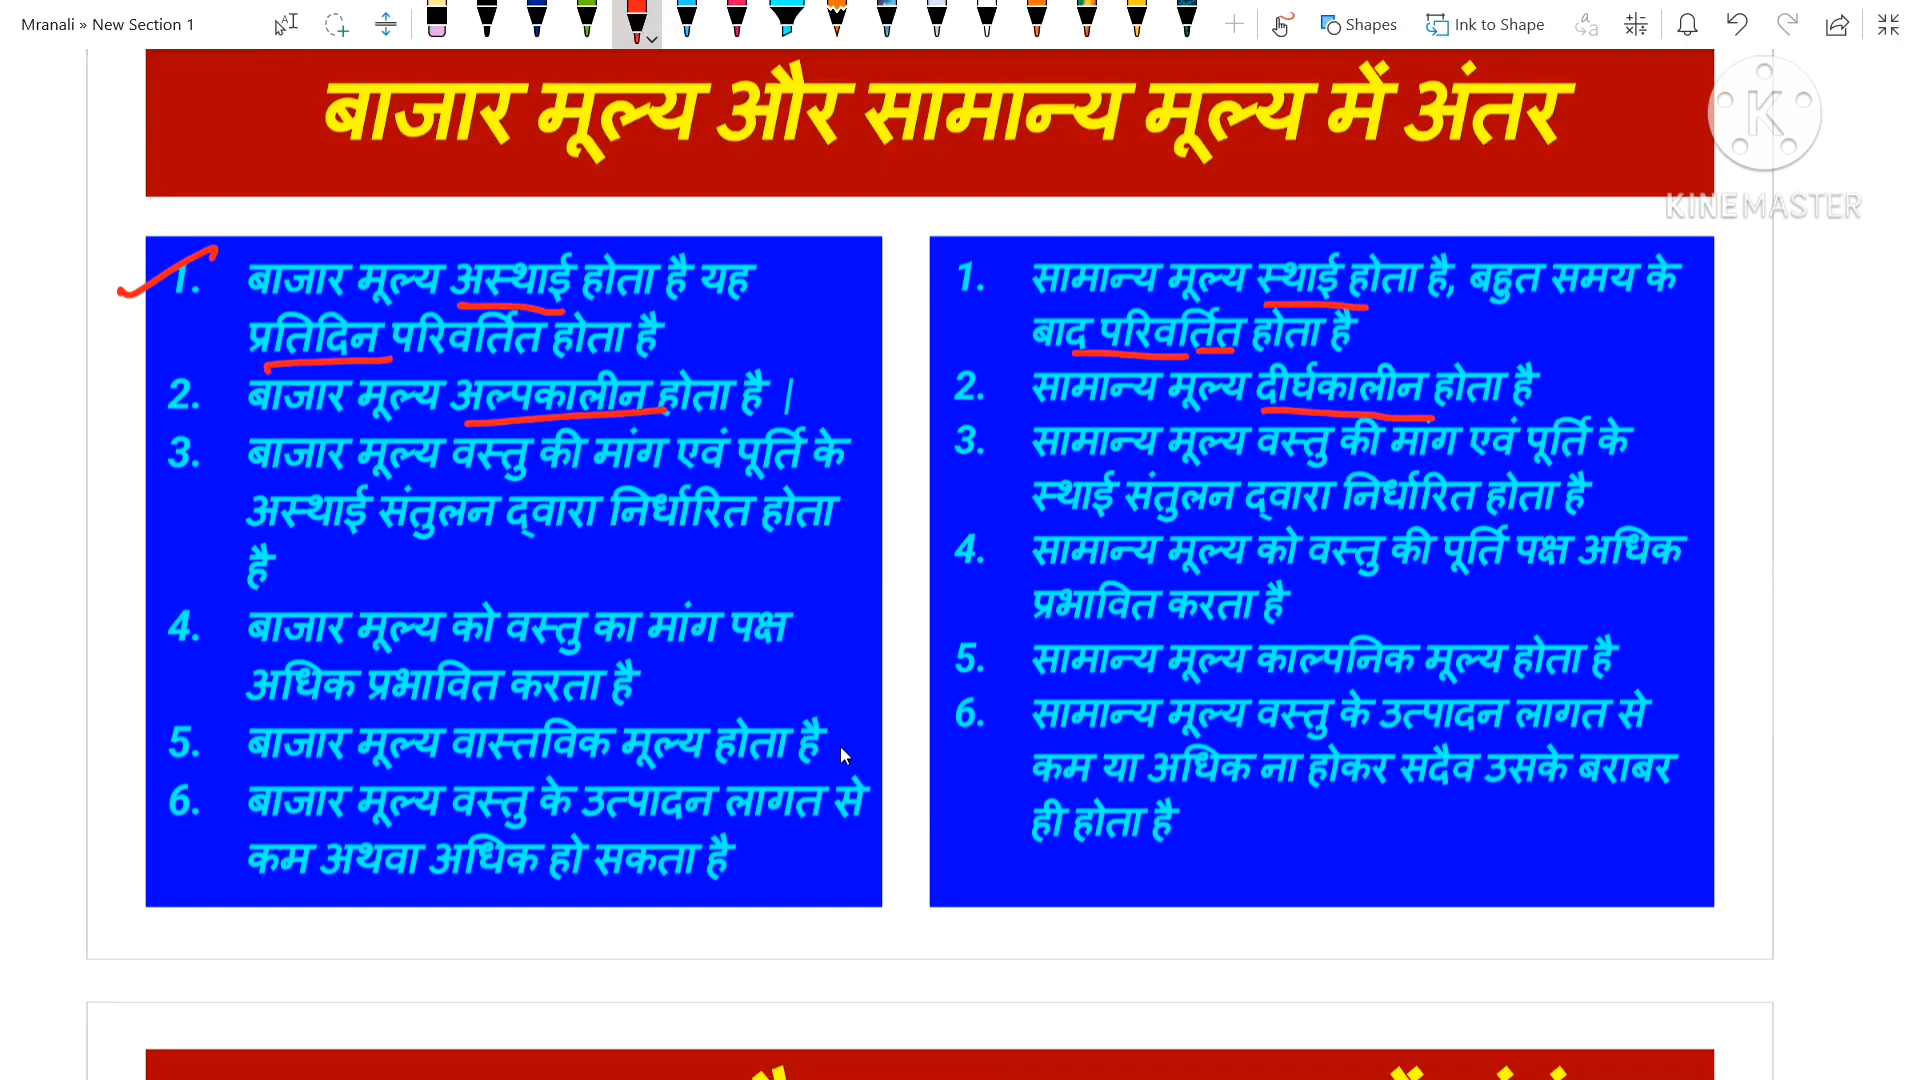 Mranali » New Section 1
Shapes
Ink to Shape
बाजार मूल्य और सामान्य मूल्य में अंतर
K
KINEMASTER
1. बाजार मूल्य अस्थाई होता है यह
प्रतिदिन परिवर्तित होता है
2. बाजार मूल्य अल्पकालीन होता है |
3. बाजार मूल्य वस्तु की मांग एवं पूर्ति के
अस्थाई संतुलन द्वारा निर्धारित होता
है
4. बाजार मूल्य को वस्तु का मांग पक्ष
अधिक प्रभावित करता है
5. बाजार मूल्य वास्तविक मूल्य होता है
6. बाजार मूल्य वस्तु के उत्पादन लागत से
कम अथवा अधिक हो सकता है
1. सामान्य मूल्य स्थाई होता है, बहुत समय के
बाद परिवर्तित होता है
2. सामान्य मूल्य दीर्घकालीन होता है
3. सामान्य मूल्य वस्तु की मांग एवं पूर्ति के
स्थाई संतुलन द्वारा निर्धारित होता है
4. सामान्य मूल्य को वस्तु की पूर्ति पक्ष अधिक
प्रभावित करता है
5. सामान्य मूल्य काल्पनिक मूल्य होता है
6. सामान्य मूल्य वस्तु के उत्पादन लागत से
कम या अधिक ना होकर सदैव उसके बराबर
ही होता है